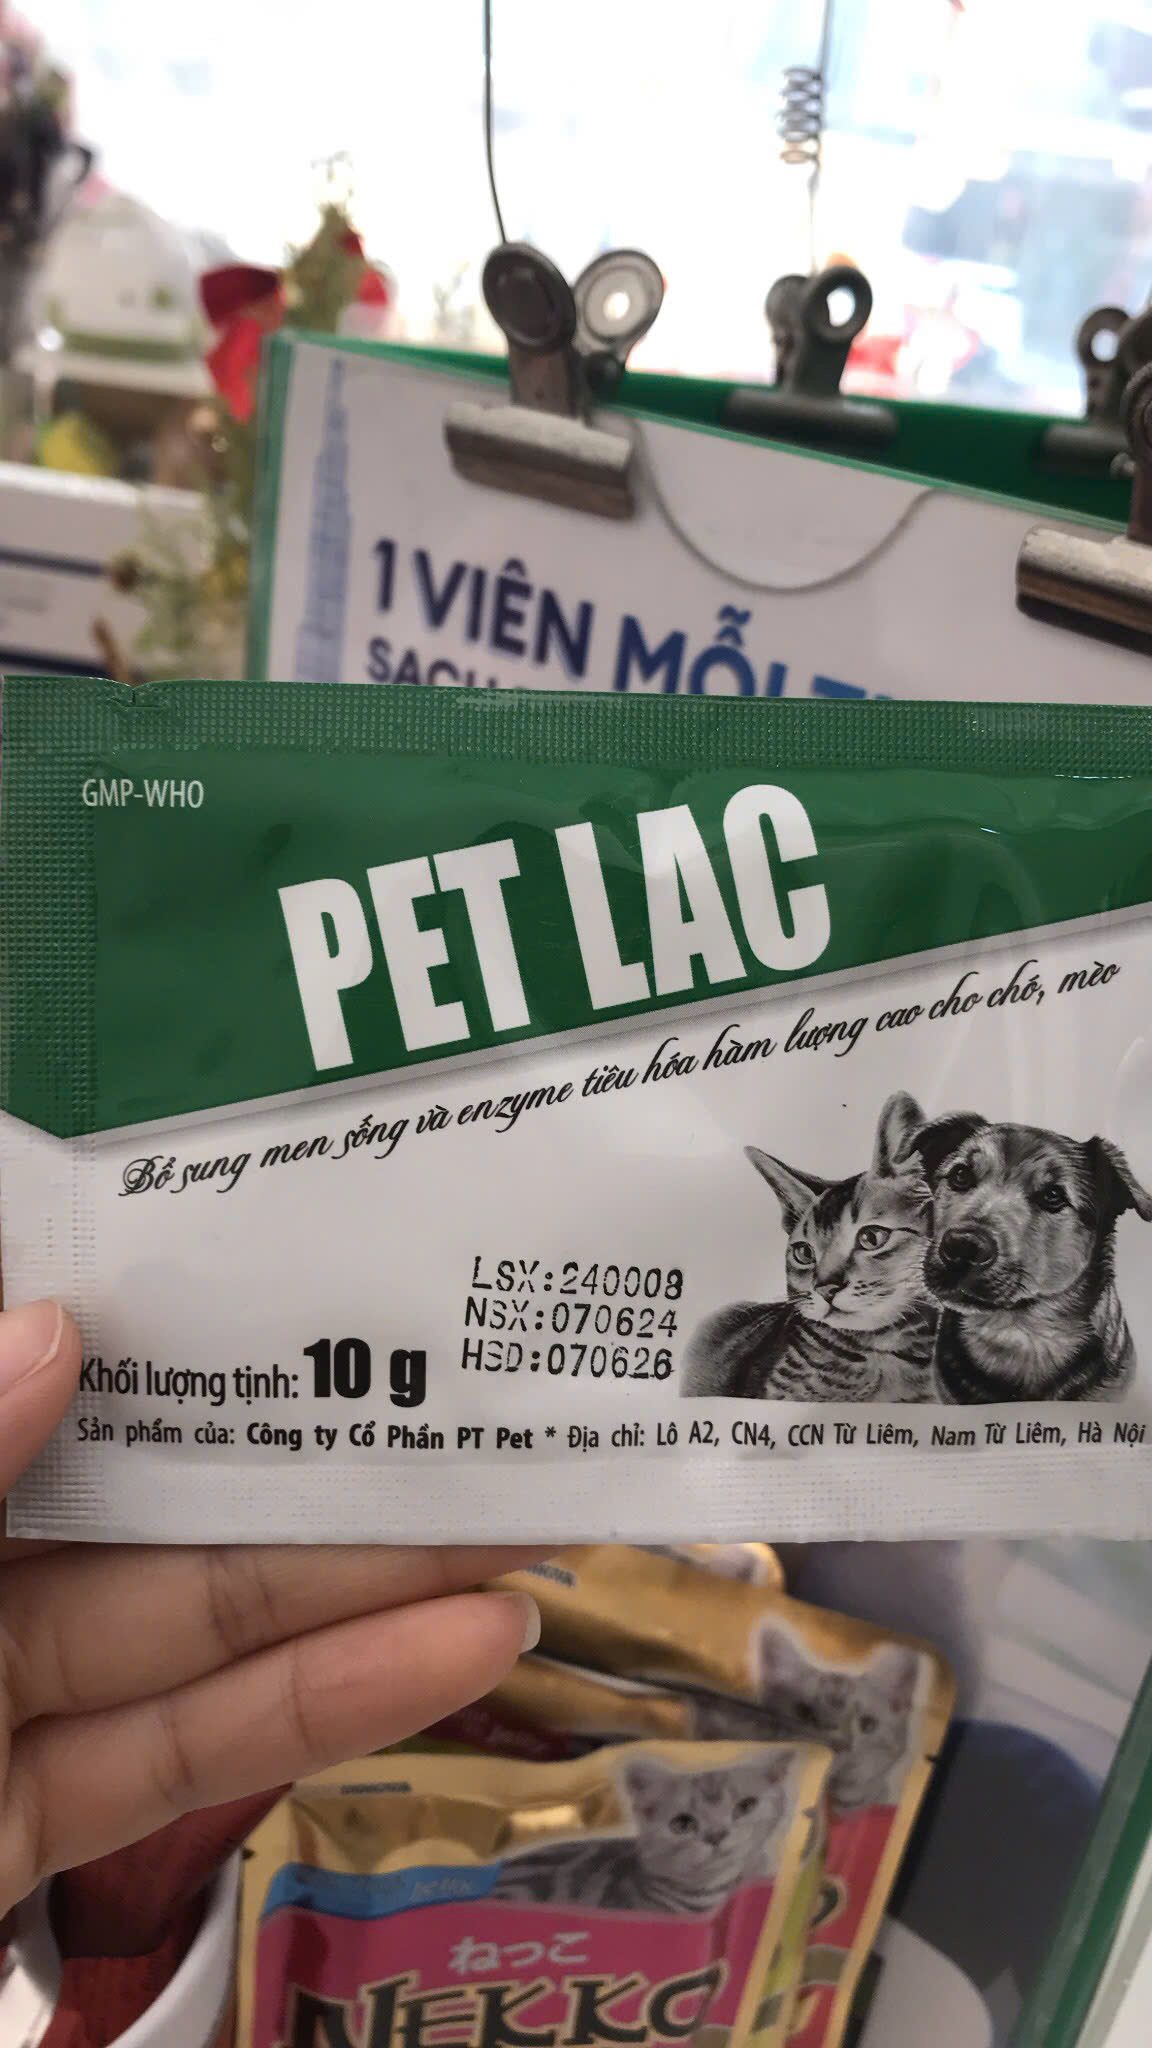 1 VIÊN MỖI
GMP-WHO
PET LAC
Bổ sung men sống và enzyme tiêu hóa hàm lượng cao cho chó, mèo
LSX:240008
NSX:070624
HSD:070626
Khối lượng tịnh: 10 g
Sản phẩm của: Công ty Cổ Phần PT Pet * Địa chỉ: Lô A2, CN4, CCN Từ Liêm, Nam Từ Liêm, Hà Nội
ねっこ
NEKKO